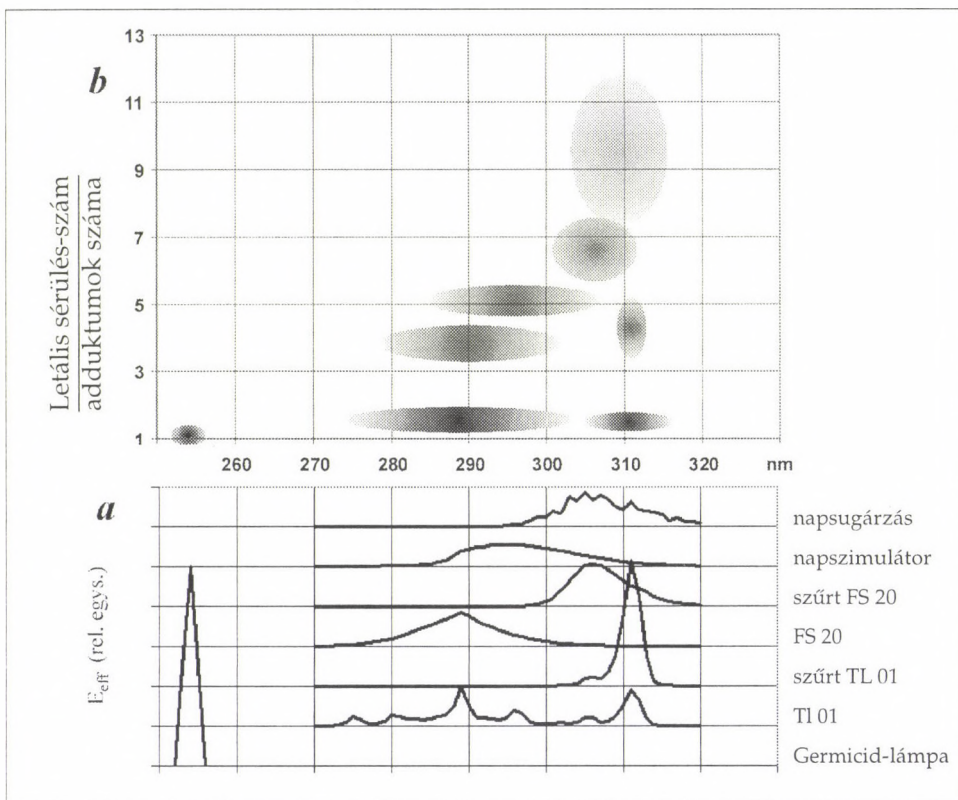 13
b
11
9
7
5
3
1
Letális sérülés-szám
adduktumok száma
260 270 280 290 300 310 320 nm
a
napsugárzás
napszimulátor
szűrt FS 20
FS 20
szűrt TL 01
Tl 01
Germicid-lámpa
E eff (rel. egys.)